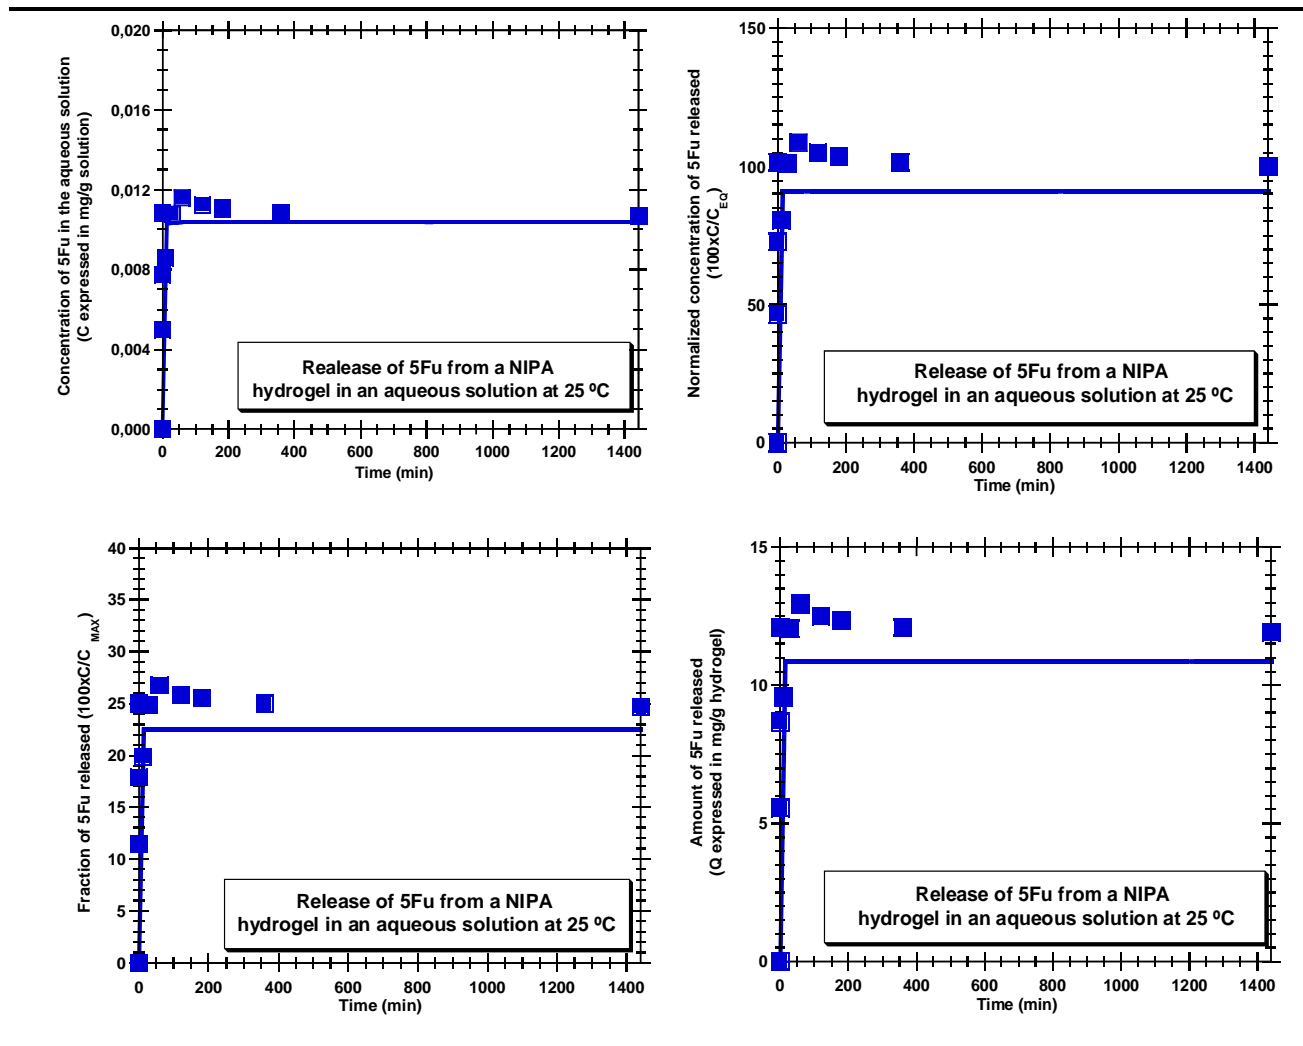 Concentration of 5Fu in the aqueous solution
(C expressed in mg/g solution)
0,020
0,016
0,012
0,008
0,004
0,000
Realease of 5Fu from a NIPA
hydrogel in an aqueous solution at 25 ºC
0 200 400 600 800 1000 1200 1400
Time (min)
Normalized concentration of 5Fu released
(100xC/C_EQ)
150
100
50
0
Release of 5Fu from a NIPA
hydrogel in an aqueous solution at 25 ºC
0 200 400 600 800 1000 1200 1400
Time (min)
Fraction of 5Fu released (100xC/C_MAX)
40
35
30
25
20
15
10
5
0
Release of 5Fu from a NIPA
hydrogel in an aqueous solution at 25 ºC
0 200 400 600 800 1000 1200 1400
Time (min)
Amount of 5Fu released
(Q expressed in mg/g hydrogel)
15
10
5
0
Release of 5Fu from a NIPA
hydrogel in an aqueous solution at 25 ºC
0 200 400 600 800 1000 1200 1400
Time (min)